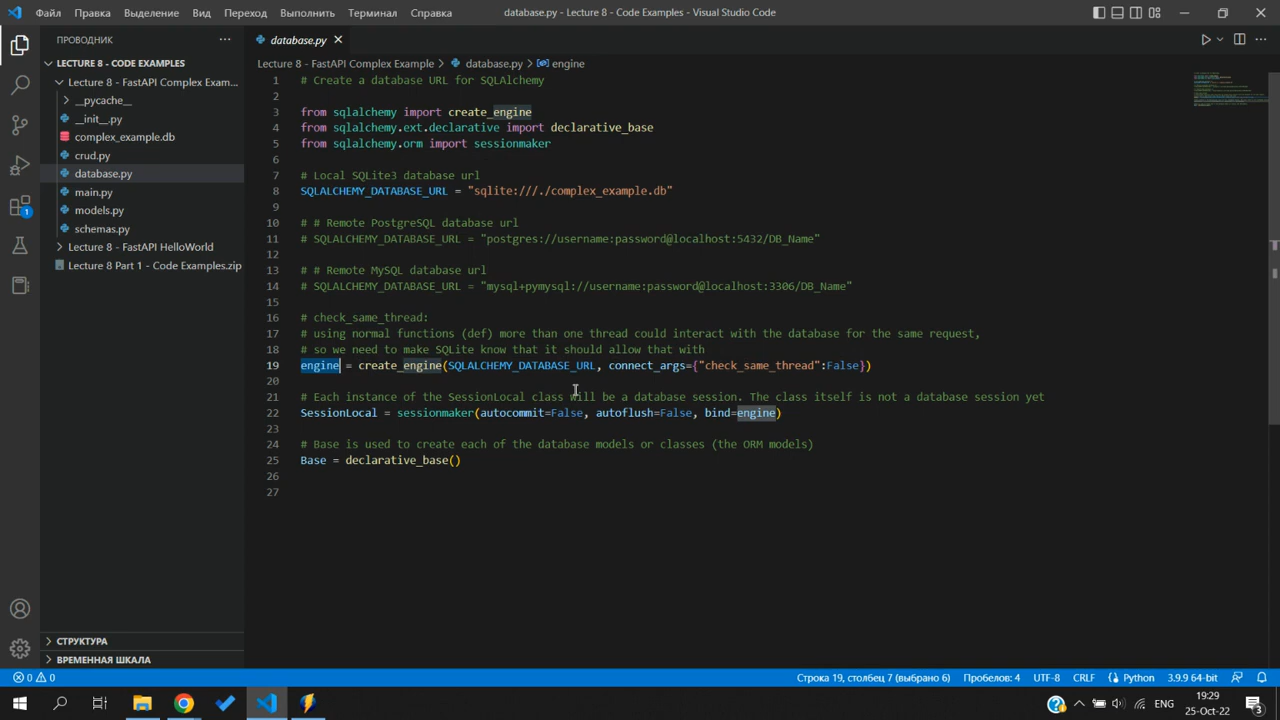 Файл Правка Выделение Вид Переход Выполнить Терминал Справка database.py - Lecture 8 - Code Examples - Visual Studio Code
ПРОВОДНИК ...
database.py
LECTURE 8 - CODE EXAMPLES
Lecture 8 - FastAPI Complex Exam...
__pycache__
__init__.py
complex_example.db
crud.py
database.py
main.py
models.py
schemas.py
Lecture 8 - FastAPI HelloWorld
Lecture 8 Part 1 - Code Examples.zip
СТРУКТУРА
ВРЕМЕННАЯ ШКАЛА
1
Lecture 8 - FastAPI Complex Example > database.py > engine
1 # Create a database URL for SQLAlchemy
2
3 from sqlalchemy import create_engine
4 from sqlalchemy.ext.declarative import declarative_base
5 from sqlalchemy.orm import sessionmaker
6
7 # Local SQLite3 database url
8 SQLALCHEMY_DATABASE_URL = "sqlite:///./complex_example.db"
9
10 # # Remote PostgreSQL database url
11 # SQLALCHEMY_DATABASE_URL = "postgres://username:password@localhost:5432/DB_Name"
12
13 # # Remote MySQL database url
14 # SQLALCHEMY_DATABASE_URL = "mysql+pymysql://username:password@localhost:3306/DB_Name"
15
16 # check_same_thread:
17 # using normal functions (def) more than one thread could interact with the database for the same request,
18 # so we need to make SQLite know that it should allow that with
19 engine = create_engine(SQLALCHEMY_DATABASE_URL, connect_args={"check_same_thread":False})
20
21 # Each instance of the SessionLocal class will be a database session. The class itself is not a database session yet
22 SessionLocal = sessionmaker(autocommit=False, autoflush=False, bind=engine)
23
24 # Base is used to create each of the database models or classes (the ORM models)
25 Base = declarative_base()
26
27
0 0 Строка 19, столбец 7 (выбрано 6) Пробелов: 4 UTF-8 CRLF Python 3.9.9 64-bit
ENG 19:29
25-Oct-22 3